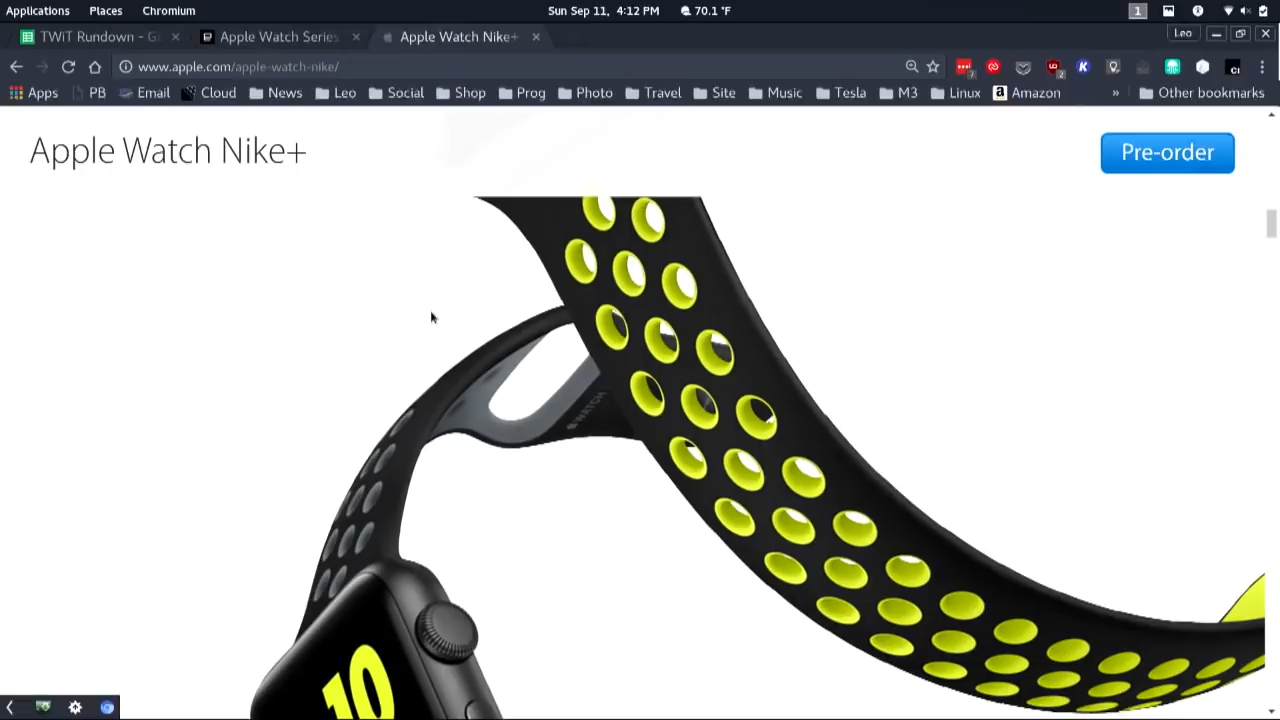 Applications Places Chromium Sun Sep 11, 4:12 PM 70.1 °F 1
TWiT Rundown - G Apple Watch Series Apple Watch Nike+ Leo
www.apple.com/apple-watch-nike/
Apps PB Email Cloud News Leo Social Shop Prog Photo Travel Site Music Tesla M3 Linux Amazon » Other bookmarks
Apple Watch Nike+ Pre-order
WATCH
10